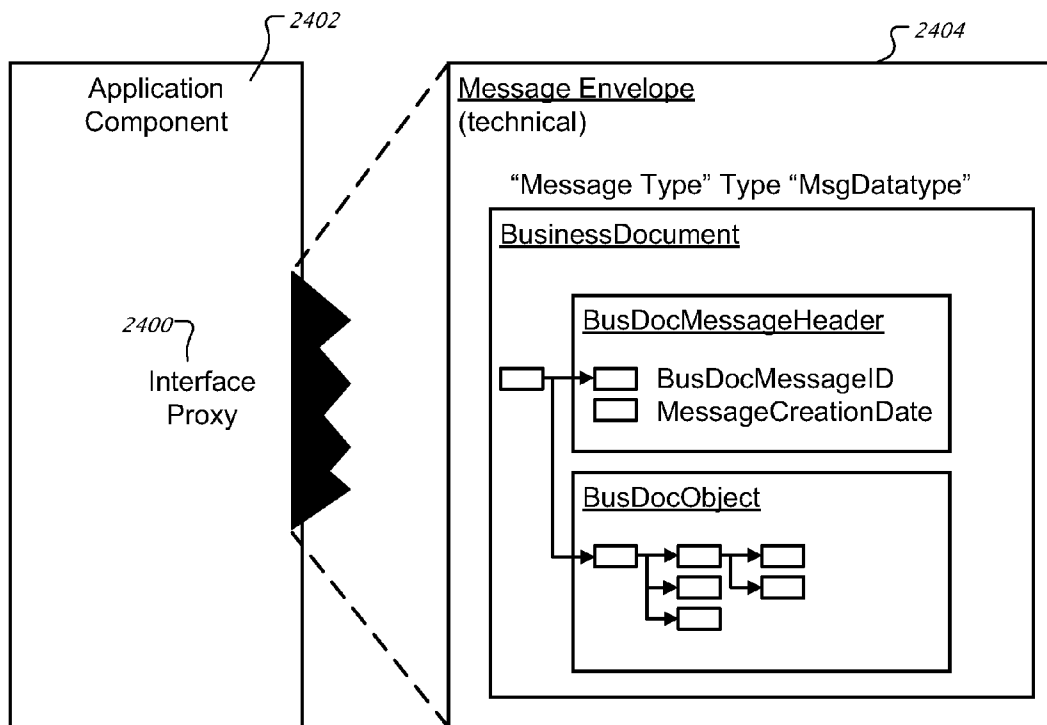 2402
Application
Component
2400
Interface
Proxy
2404
Message Envelope
(technical)
“Message Type” Type “MsgDatatype”
BusinessDocument
BusDocMessageHeader
BusDocMessageID
MessageCreationDate
BusDocObject